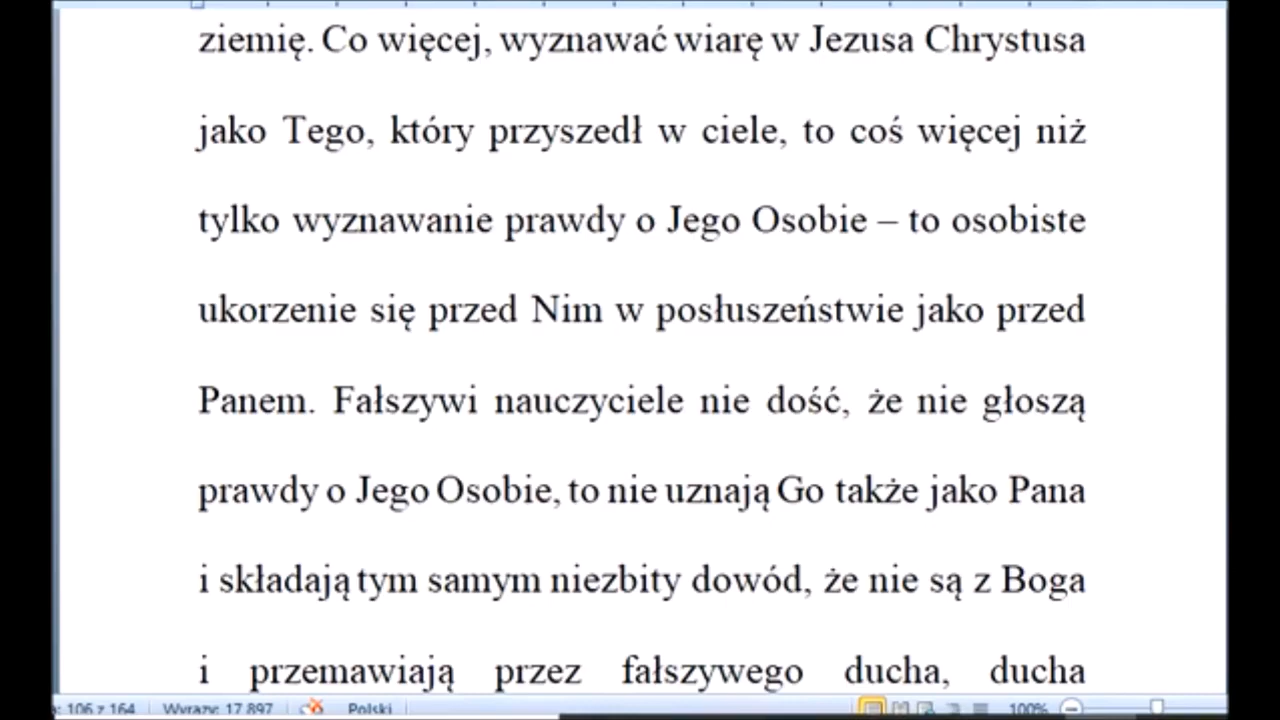 ziemię. Co więcej, wyznawać wiarę w Jezusa Chrystusa
jako Tego, który przyszedł w ciele, to coś więcej niż
tylko wyznawanie prawdy o Jego Osobie – to osobiste
ukorzenie się przed Nim w posłuszeństwie jako przed
Panem. Fałszywi nauczyciele nie dość, że nie głoszą
prawdy o Jego Osobie, to nie uznają Go także jako Pana
i składają tym samym niezbity dowód, że nie są z Boga
i przemawiają przez fałszywego ducha, ducha
: 106 z 164 Wyrazy: 17 897 Polski 100%